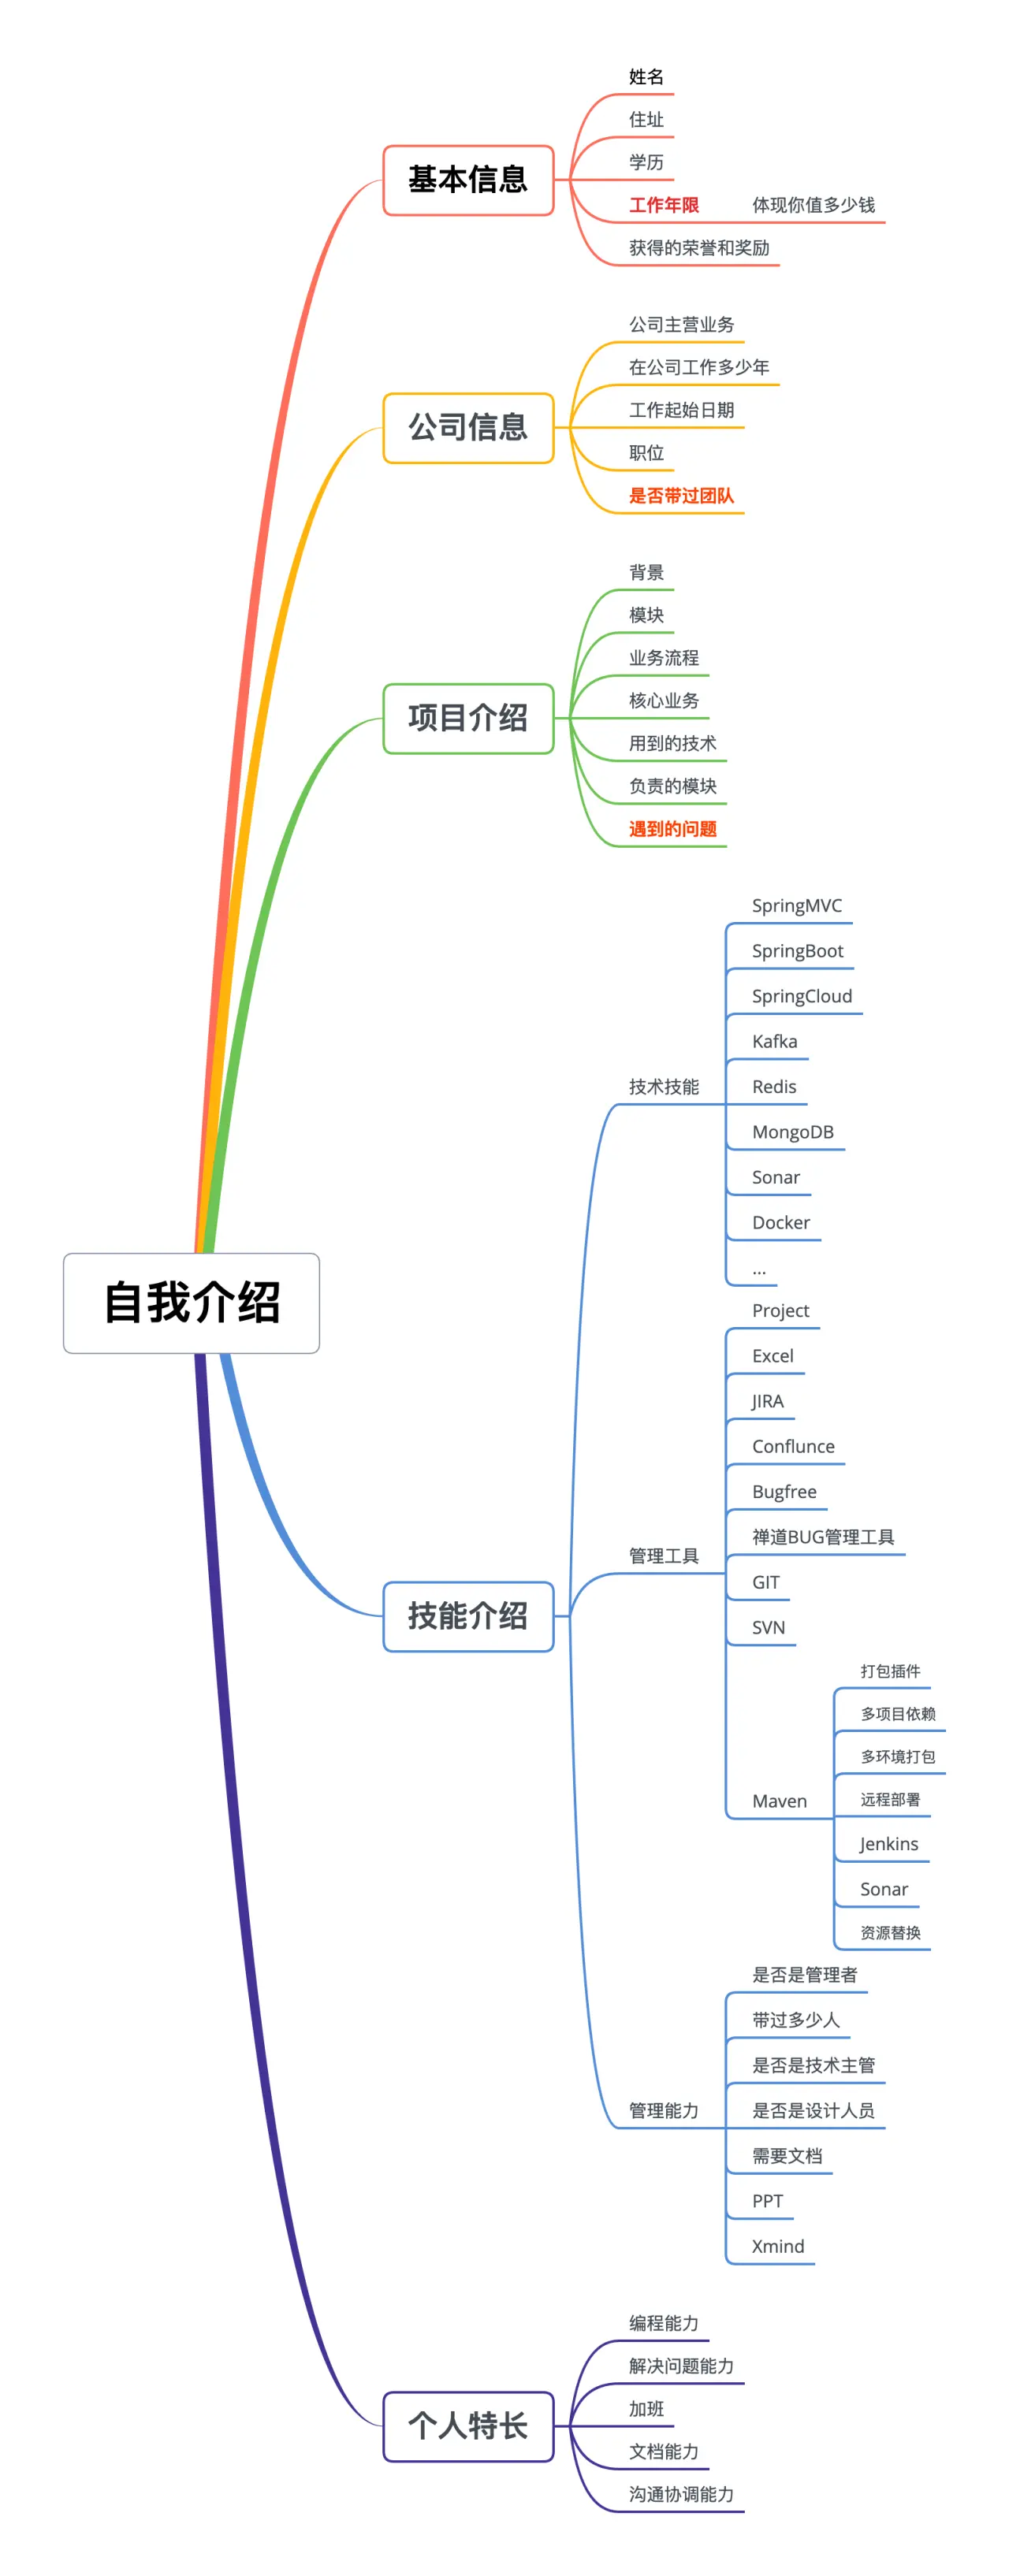 自我介绍
基本信息
姓名
住址
学历
工作年限
体现你值多少钱
获得的荣誉和奖励
公司信息
公司主营业务
在公司工作多少年
工作起始日期
职位
是否带过团队
项目介绍
背景
模块
业务流程
核心业务
用到的技术
负责的模块
遇到的问题
技能介绍
技术技能
SpringMVC
SpringBoot
SpringCloud
Kafka
Redis
MongoDB
Sonar
Docker
...
管理工具
Project
Excel
JIRA
Conflunce
Bugfree
禅道BUG管理工具
GIT
SVN
Maven
打包插件
多项目依赖
多环境打包
远程部署
Jenkins
Sonar
资源替换
管理能力
是否是管理者
带过多少人
是否是技术主管
是否是设计人员
需要文档
PPT
Xmind
个人特长
编程能力
解决问题能力
加班
文档能力
沟通协调能力